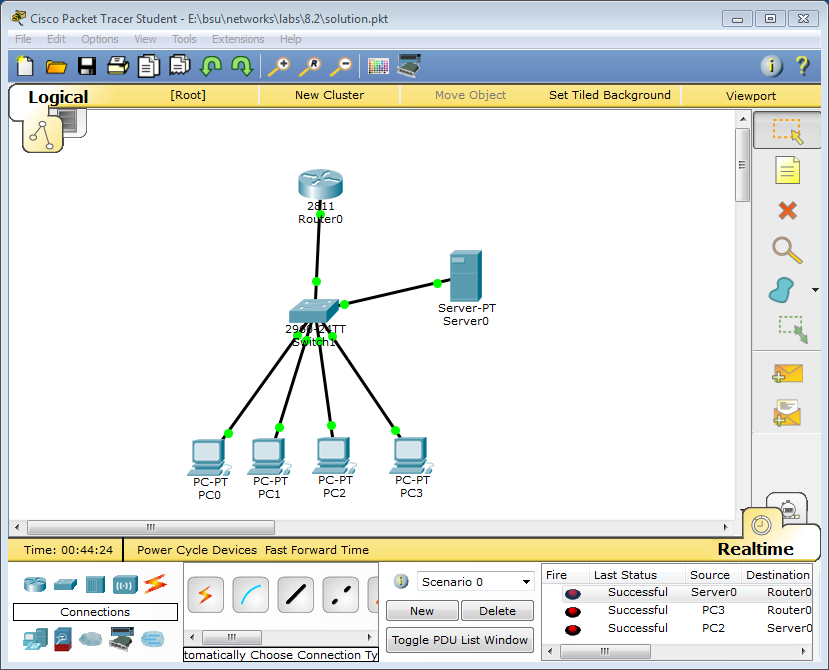 Cisco Packet Tracer Student - E:\bsu\networks\labs\8.2\solution.pkt
File Edit Options View Tools Extensions Help
Logical [Root] New Cluster Move Object Set Tiled Background Viewport
2811
Router0
Server-PT
Server0
2960-24TT
Switch1
PC-PT
PC0
PC-PT
PC1
PC-PT
PC2
PC-PT
PC3
Time: 00:44:24 Power Cycle Devices Fast Forward Time
Realtime
Connections
tomatically Choose Connection Ty
Scenario 0
New Delete
Toggle PDU List Window
Fire Last Status Source Destination
Successful Server0 Router0
Successful PC3 Router0
Successful PC2 Server0